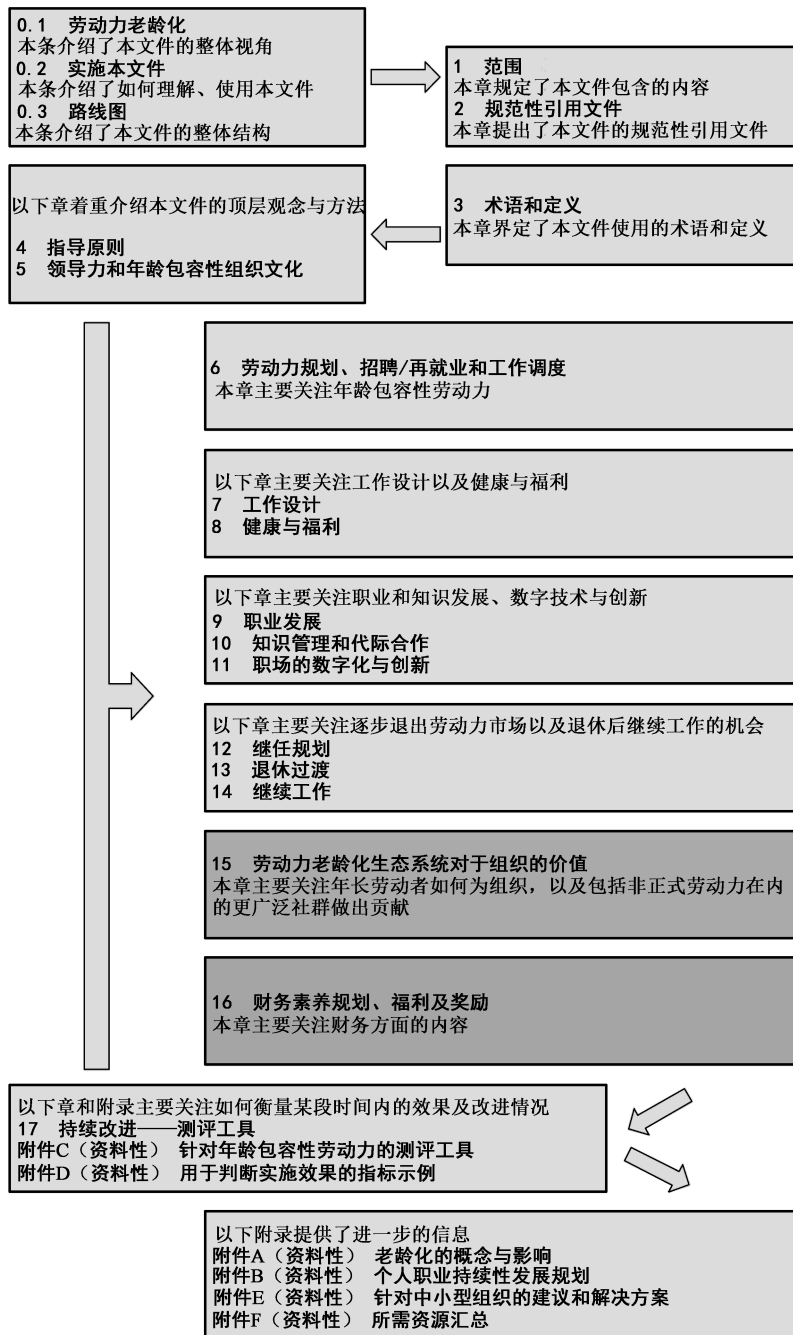 0.1 劳动力老龄化
本条介绍了本文件的整体视角
0.2 实施本文件
本条介绍了如何理解、使用本文件
0.3 路线图
本条介绍了本文件的整体结构
1 范围
本章规定了本文件包含的内容
2 规范性引用文件
本章提出了本文件的规范性引用文件
3 术语和定义
本章界定了本文件使用的术语和定义
以下章着重介绍本文件的顶层观念与方法
4 指导原则
5 领导力和年龄包容性组织文化
6 劳动力规划、招聘/再就业和工作调度
本章主要关注年龄包容性劳动力
以下章主要关注工作设计以及健康与福利
7 工作设计
8 健康与福利
以下章主要关注职业和知识发展、数字技术与创新
9 职业发展
10 知识管理和代际合作
11 职场的数字化与创新
以下章主要关注逐步退出劳动力市场以及退休后继续工作的机会
12 继任规划
13 退休过渡
14 继续工作
15 劳动力老龄化生态系统对于组织的价值
本章主要关注年长劳动者如何为组织，以及包括非正式劳动力在内
的更广泛社群做出贡献
16 财务素养规划、福利及奖励
本章主要关注财务方面的内容
以下章和附录主要关注如何衡量某段时间内的效果及改进情况
17 持续改进——测评工具
附件C（资料性） 针对年龄包容性劳动力的测评工具
附件D（资料性） 用于判断实施效果的指标示例
以下附录提供了进一步的信息
附件A（资料性） 老龄化的概念与影响
附件B（资料性） 个人职业持续性发展规划
附件E（资料性） 针对中小型组织的建议和解决方案
附件F（资料性） 所需资源汇总